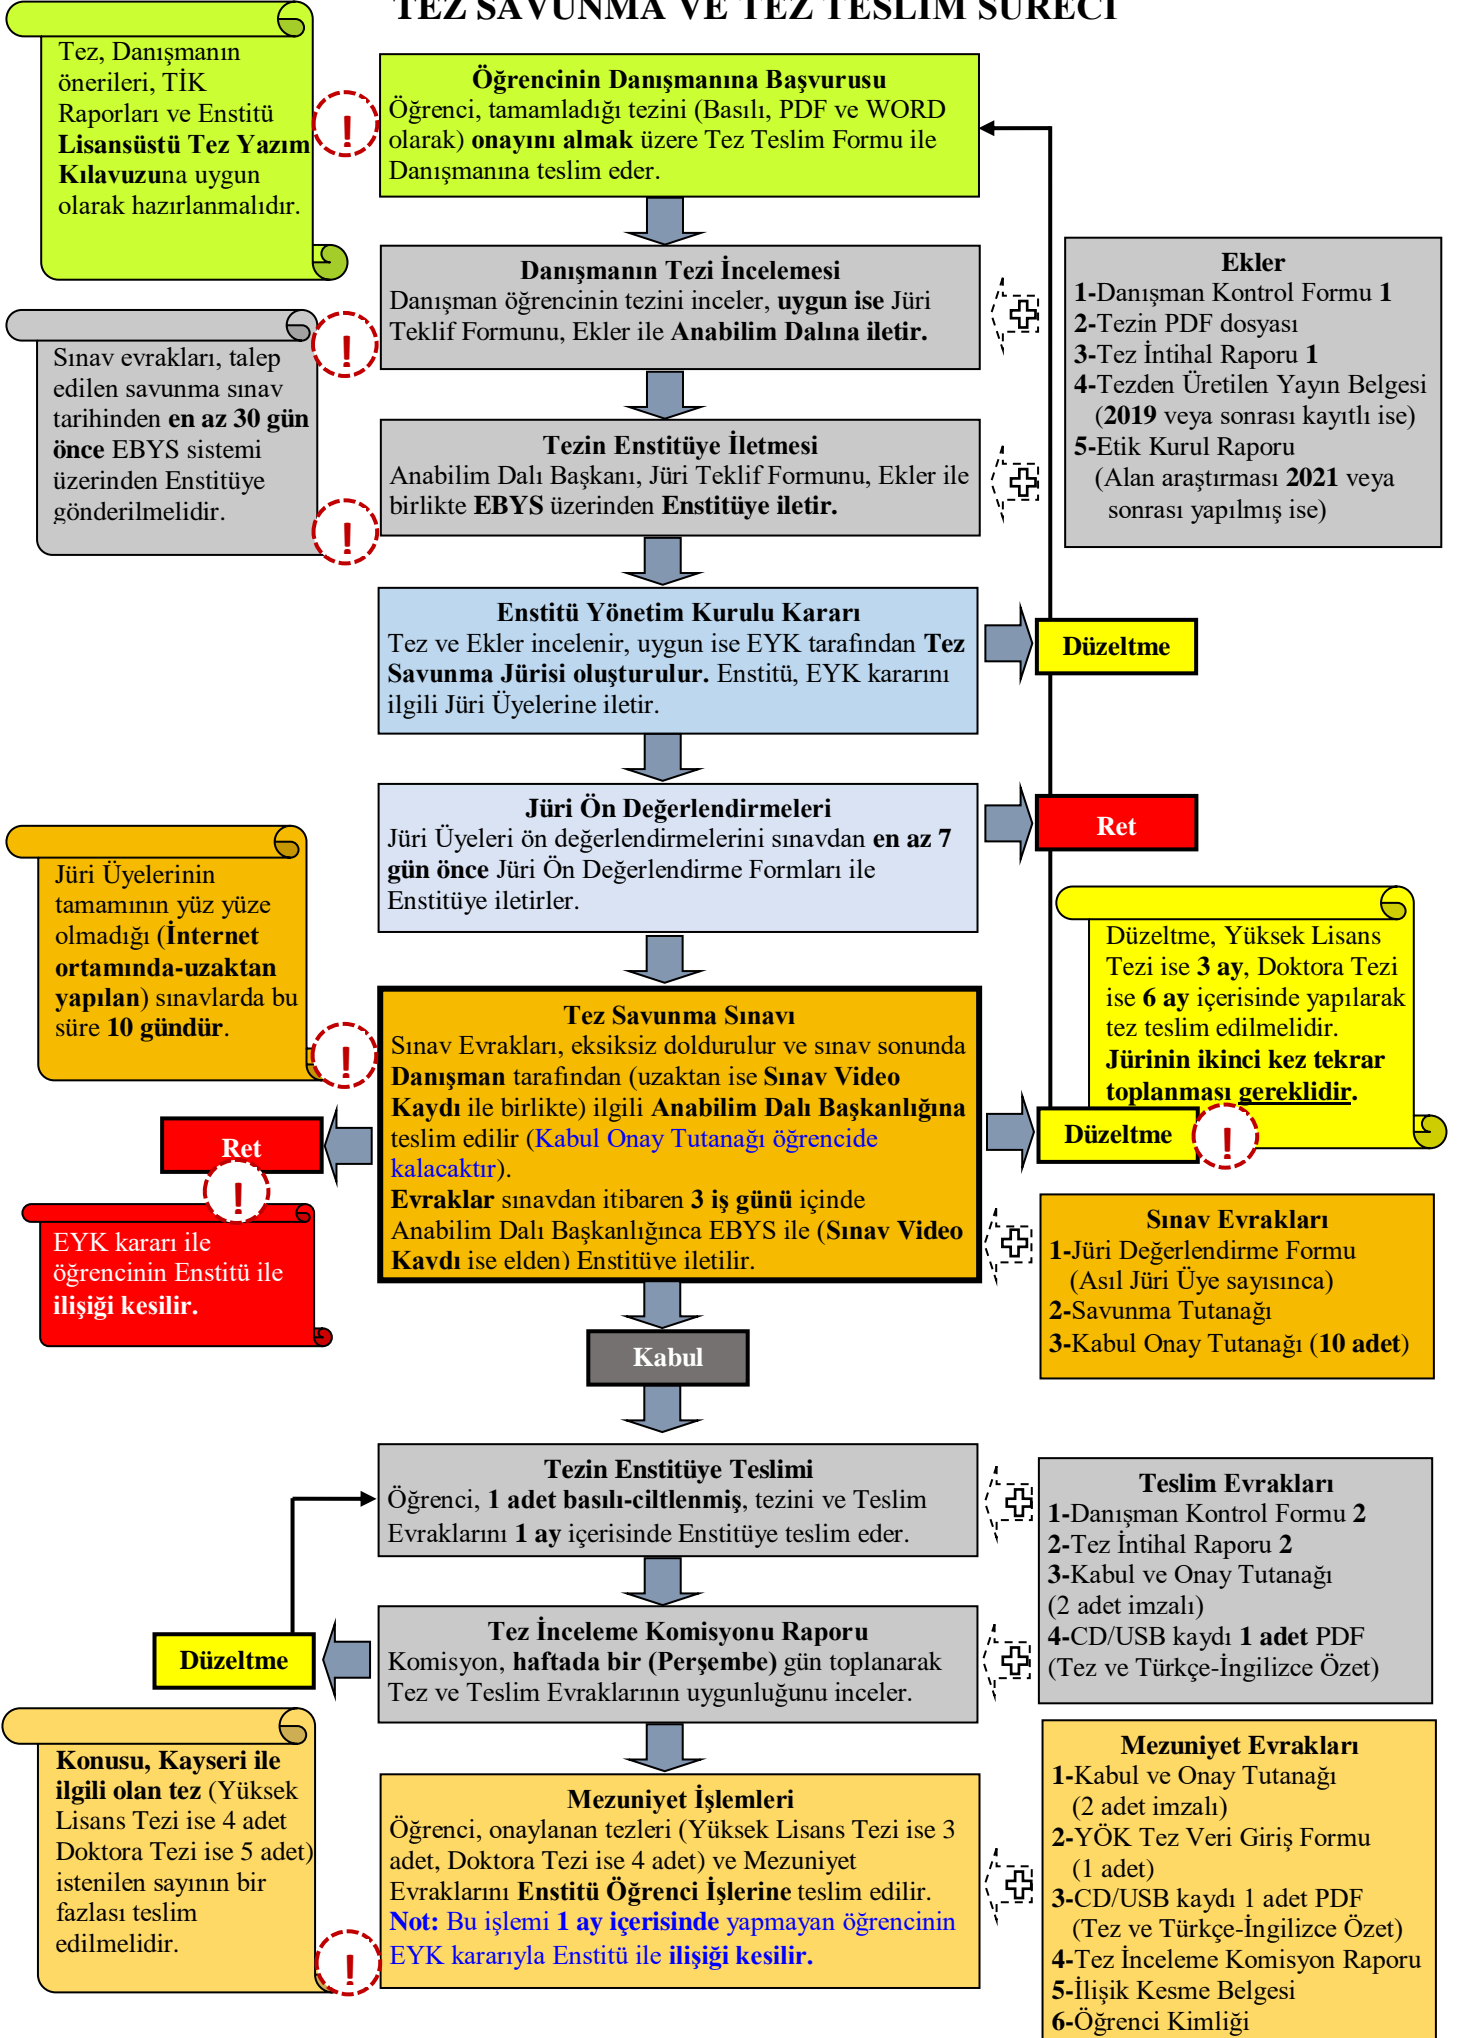 TEZ SAVUNMA VE TEZ TESLİM SÜRECİ
Tez, Danışmanın
önerileri, TİK
Raporları ve Enstitü
Lisansüstü Tez Yazım
Kılavuzuna uygun
olarak hazırlanmalıdır.
!
Öğrencinin Danışmanına Başvurusu
Öğrenci, tamamladığı tezini (Basılı, PDF ve WORD
olarak) onayını almak üzere Tez Teslim Formu ile
Danışmanına teslim eder.
Danışmanın Tezi İncelemesi
Danışman öğrencinin tezini inceler, uygun ise Jüri
Teklif Formunu, Ekler ile Anabilim Dalına iletir.
Ekler
1-Danışman Kontrol Formu 1
2-Tezin PDF dosyası
3-Tez İntihal Raporu 1
4-Tezden Üretilen Yayın Belgesi
(2019 veya sonrası kayıtlı ise)
5-Etik Kurul Raporu
(Alan araştırması 2021 veya
sonrası yapılmış ise)
Sınav evrakları, talep
edilen savunma sınav
tarihinden en az 30 gün
önce EBYS sistemi
üzerinden Enstitüye
gönderilmelidir.
!
!
Tezin Enstitüye İletmesi
Anabilim Dalı Başkanı, Jüri Teklif Formunu, Ekler ile
birlikte EBYS üzerinden Enstitüye iletir.
Enstitü Yönetim Kurulu Kararı
Tez ve Ekler incelenir, uygun ise EYK tarafından Tez
Savunma Jürisi oluşturulur. Enstitü, EYK kararını
ilgili Jüri Üyelerine iletir.
Düzeltme
Jüri Ön Değerlendirmeleri
Jüri Üyeleri ön değerlendirmelerini sınavdan en az 7
gün önce Jüri Ön Değerlendirme Formları ile
Enstitüye iletirler.
Ret
Jüri Üyelerinin
tamamının yüz yüze
olmadığı (İnternet
ortamında-uzaktan
yapılan) sınavlarda bu
süre 10 gündür.
!
Düzeltme, Yüksek Lisans
Tezi ise 3 ay, Doktora Tezi
ise 6 ay içerisinde yapılarak
tez teslim edilmelidir.
Jürinin ikinci kez tekrar
toplanması gereklidir.
Tez Savunma Sınavı
Sınav Evrakları, eksiksiz doldurulur ve sınav sonunda
Danışman tarafından (uzaktan ise Sınav Video
Kaydı ile birlikte) ilgili Anabilim Dalı Başkanlığına
teslim edilir (Kabul Onay Tutanağı öğrencide
kalacaktır).
Evraklar sınavdan itibaren 3 iş günü içinde
Anabilim Dalı Başkanlığınca EBYS ile (Sınav Video
Kaydı ise elden) Enstitüye iletilir.
Düzeltme
!
Ret
!
EYK kararı ile
öğrencinin Enstitü ile
ilişiği kesilir.
Sınav Evrakları
1-Jüri Değerlendirme Formu
(Asıl Jüri Üye sayısınca)
2-Savunma Tutanağı
3-Kabul Onay Tutanağı (10 adet)
Kabul
Tezin Enstitüye Teslimi
Öğrenci, 1 adet basılı-ciltlenmiş, tezini ve Teslim
Evraklarını 1 ay içerisinde Enstitüye teslim eder.
Teslim Evrakları
1-Danışman Kontrol Formu 2
2-Tez İntihal Raporu 2
3-Kabul ve Onay Tutanağı
(2 adet imzalı)
4-CD/USB kaydı 1 adet PDF
(Tez ve Türkçe-İngilizce Özet)
Tez İnceleme Komisyonu Raporu
Komisyon, haftada bir (Perşembe) gün toplanarak
Tez ve Teslim Evraklarının uygunluğunu inceler.
Düzeltme
Konusu, Kayseri ile
ilgili olan tez (Yüksek
Lisans Tezi ise 4 adet
Doktora Tezi ise 5 adet)
istenilen sayının bir
fazlası teslim
edilmelidir.
!
Mezuniyet İşlemleri
Öğrenci, onaylanan tezleri (Yüksek Lisans Tezi ise 3
adet, Doktora Tezi ise 4 adet) ve Mezuniyet
Evraklarını Enstitü Öğrenci İşlerine teslim edilir.
Not: Bu işlemi 1 ay içerisinde yapmayan öğrencinin
EYK kararıyla Enstitü ile ilişiği kesilir.
Mezuniyet Evrakları
1-Kabul ve Onay Tutanağı
(2 adet imzalı)
2-YÖK Tez Veri Giriş Formu
(1 adet)
3-CD/USB kaydı 1 adet PDF
(Tez ve Türkçe-İngilizce Özet)
4-Tez İnceleme Komisyon Raporu
5-İlişik Kesme Belgesi
6-Öğrenci Kimliği